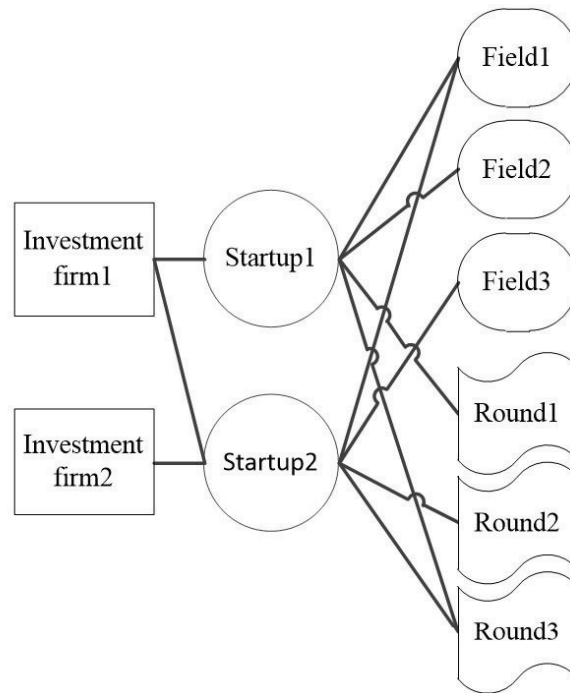 Field1
Field2
Field3
Investment
firm1
Startup1
Round1
Investment
firm2
Startup2
Round2
Round3